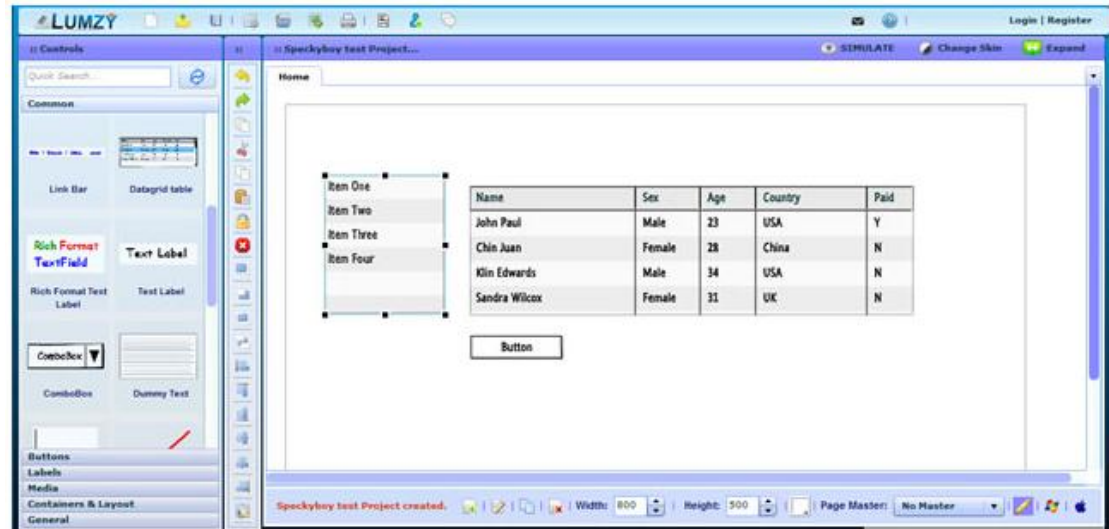 LUMZY
Login | Register
:: Controls
:: Speckyboy test Project...
SIMULATE
Change Skin
Expand
Quick Search...
Home
Common
Link Bar
Datagrid table
Rich Format
TextField
Text Label
Rich Format Text
Label
Text Label
ComboBox
ComboBox
Dummy Text
Item One
Item Two
Item Three
Item Four
Name Sex Age Country Paid
John Paul Male 23 USA Y
Chin Juan Female 28 China N
Klin Edwards Male 34 USA N
Sandra Wilcox Female 31 UK N
Button
Buttons
Labels
Media
Containers & Layout
General
Speckyboy test Project created.
Width: 800
Height: 500
Page Master: No Master